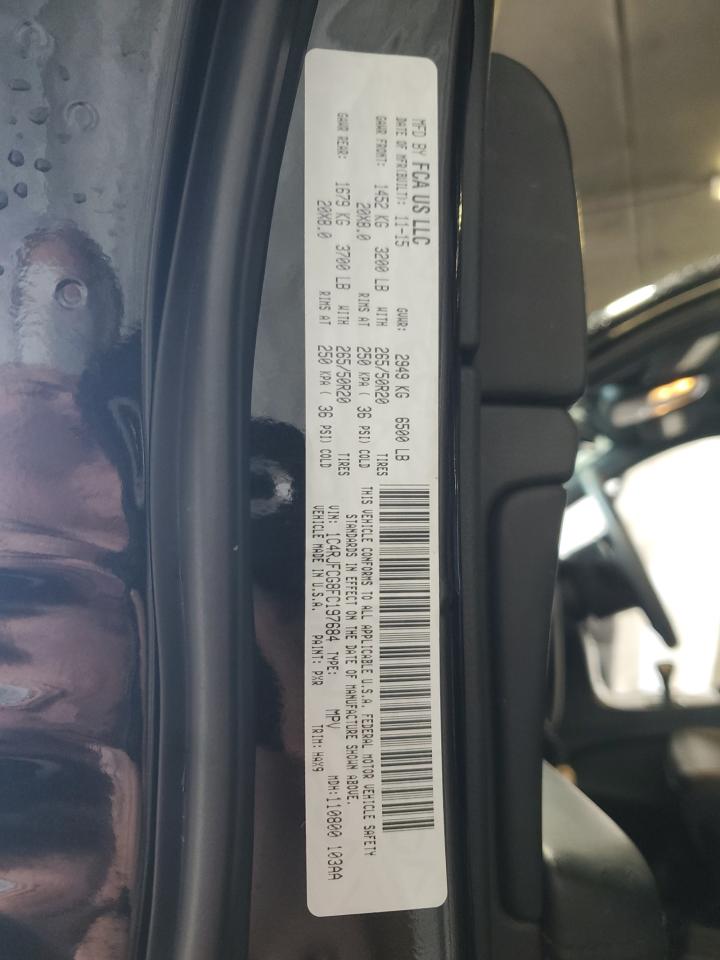 MFD BY FCA US LLC
DATE OF MFR(BUILT): 11-15 GVWR: 2949 KG 6500 LB
GAWR FRONT: 1452 KG 3200 LB WITH 265/50R20 TIRES
20X8.0 RIMS AT 250 KPA ( 36 PSI) COLD
GAWR REAR: 1679 KG 3700 LB WITH 265/50R20 TIRES
20X8.0 RIMS AT 250 KPA ( 36 PSI) COLD
THIS VEHICLE CONFORMS TO ALL APPLICABLE U.S.A. FEDERAL MOTOR VEHICLE SAFETY
STANDARDS IN EFFECT ON THE DATE OF MANUFACTURE SHOWN ABOVE.
VIN: 1C4RJFCG8FC197684 TYPE: MPV MDH:110800 103AA
VEHICLE MADE IN U.S.A. PAINT: PXR TRIM: HAX9